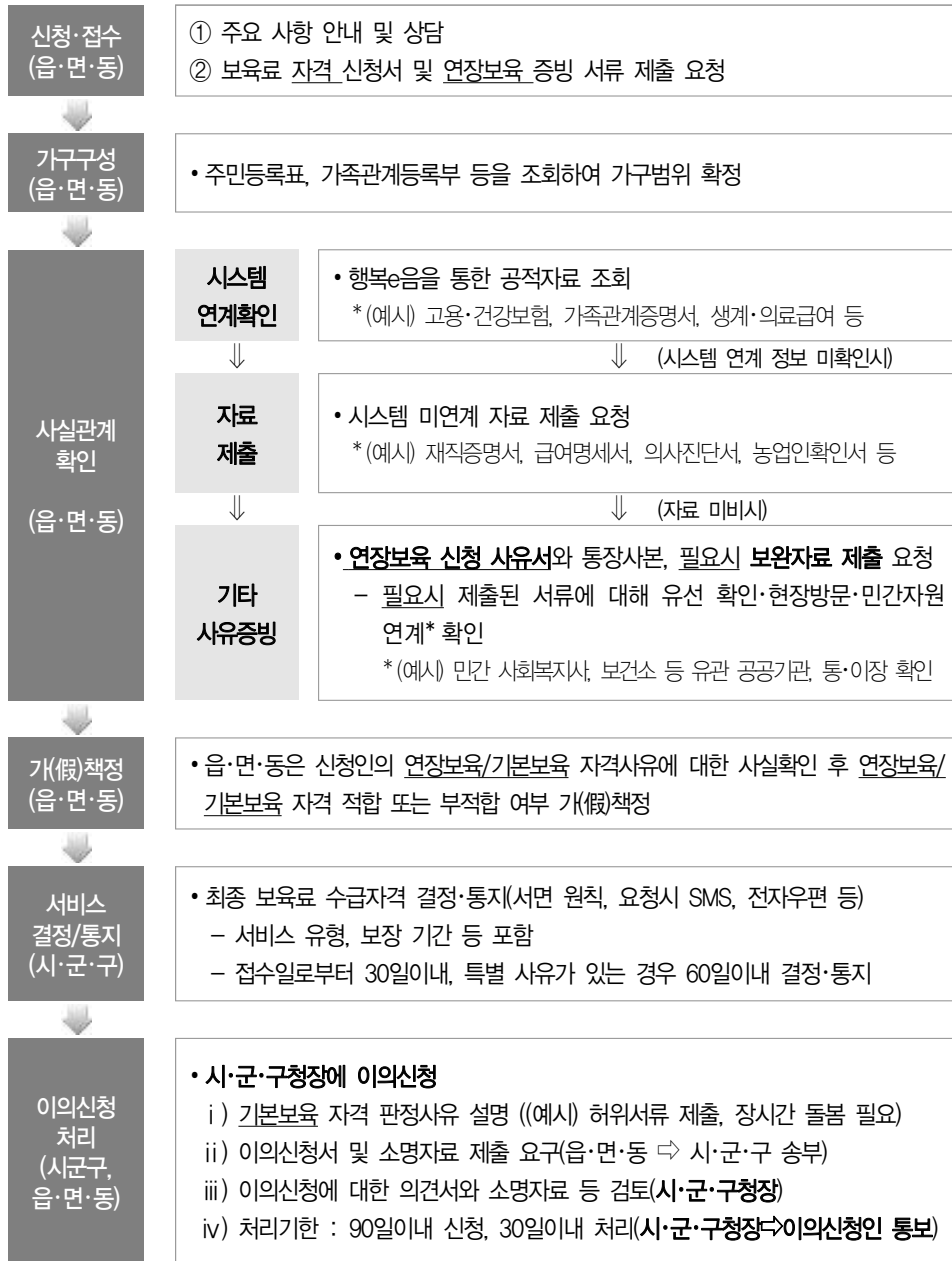 신청·접수
(읍·면·동)
① 주요 사항 안내 및 상담
② 보육료 자격 신청서 및 연장보육 증빙 서류 제출 요청
가구구성
(읍·면·동)
• 주민등록표, 가족관계등록부 등을 조회하여 가구범위 확정
사실관계
확인
(읍·면·동)
시스템
연계확인
• 행복e음을 통한 공적자료 조회
*(예시) 고용·건강보험, 가족관계증명서, 생계·의료급여 등
⇓ ⇓ (시스템 연계 정보 미확인시)
자료
제출
• 시스템 미연계 자료 제출 요청
*(예시) 재직증명서, 급여명세서, 의사진단서, 농업인확인서 등
⇓ ⇓ (자료 미비시)
기타
사유증빙
• 연장보육 신청 사유서와 통장사본, 필요시 보완자료 제출 요청
– 필요시 제출된 서류에 대해 유선 확인·현장방문·민간자원
연계* 확인
*(예시) 민간 사회복지사, 보건소 등 유관 공공기관, 통·이장 확인
가(假)책정
(읍·면·동)
• 읍·면·동은 신청인의 연장보육/기본보육 자격사유에 대한 사실확인 후 연장보육/
기본보육 자격 적합 또는 부적합 여부 가(假)책정
서비스
결정/통지
(시·군·구)
• 최종 보육료 수급자격 결정·통지(서면 원칙, 요청시 SMS, 전자우편 등)
– 서비스 유형, 보장 기간 등 포함
– 접수일로부터 30일이내, 특별 사유가 있는 경우 60일이내 결정·통지
이의신청
처리
(시군구,
읍·면·동)
• 시·군·구청장에 이의신청
ⅰ) 기본보육 자격 판정사유 설명 ((예시) 허위서류 제출, 장시간 돌봄 필요)
ⅱ) 이의신청서 및 소명자료 제출 요구(읍·면·동 ⇨ 시·군·구 송부)
ⅲ) 이의신청에 대한 의견서와 소명자료 등 검토(시·군·구청장)
ⅳ) 처리기한 : 90일이내 신청, 30일이내 처리(시·군·구청장⇨이의신청인 통보)